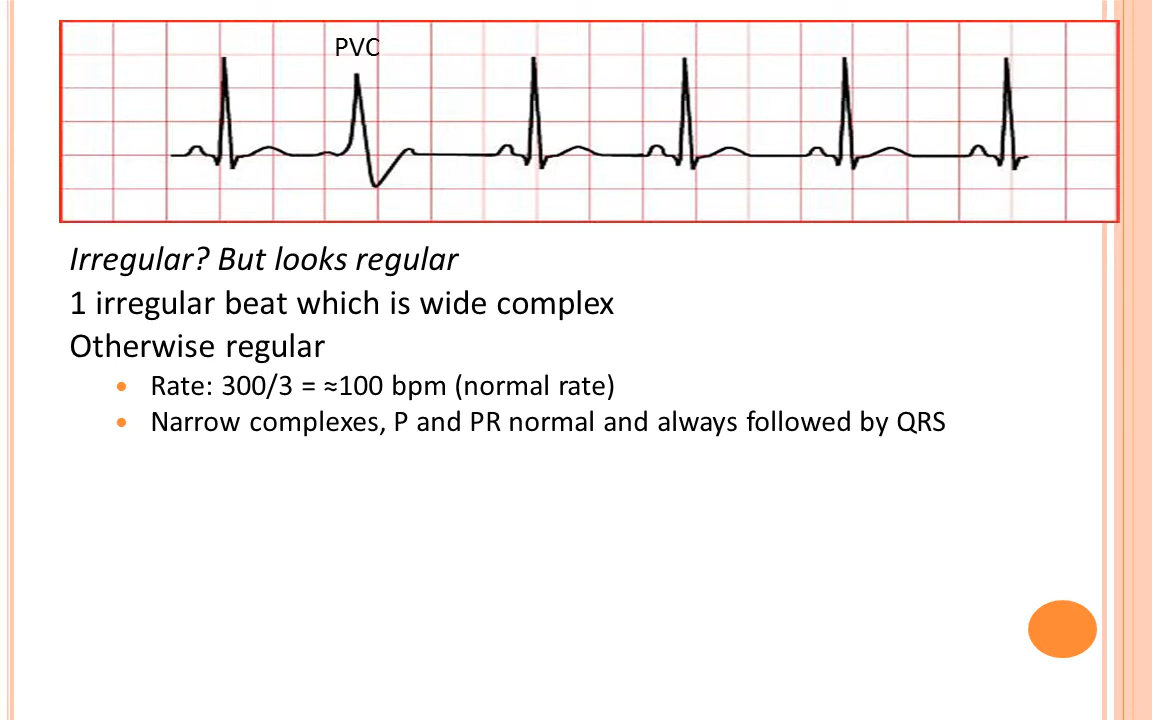 PVC
Irregular? But looks regular
1 irregular beat which is wide complex
Otherwise regular
• Rate: 300/3 = ≈100 bpm (normal rate)
• Narrow complexes, P and PR normal and always followed by QRS